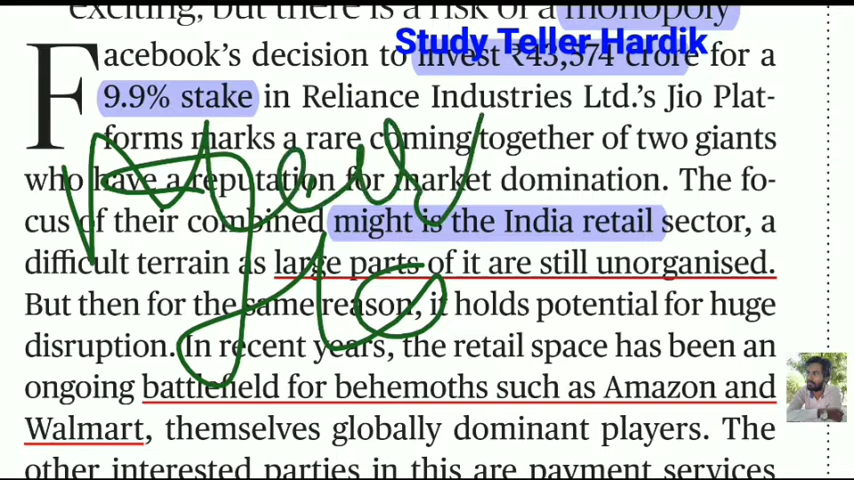 exciting, but there is a risk of a monopoly
Study Teller Hardik
Facebook's decision to invest ₹43,574 crore for a
9.9% stake in Reliance Industries Ltd.'s Jio Plat-
forms marks a rare coming together of two giants
who have a reputation for market domination. The fo-
cus of their combined might is the India retail sector, a
difficult terrain as large parts of it are still unorganised.
But then for the same reason, it holds potential for huge
disruption. In recent years, the retail space has been an
ongoing battlefield for behemoths such as Amazon and
Walmart, themselves globally dominant players. The
other interested parties in this are payment services